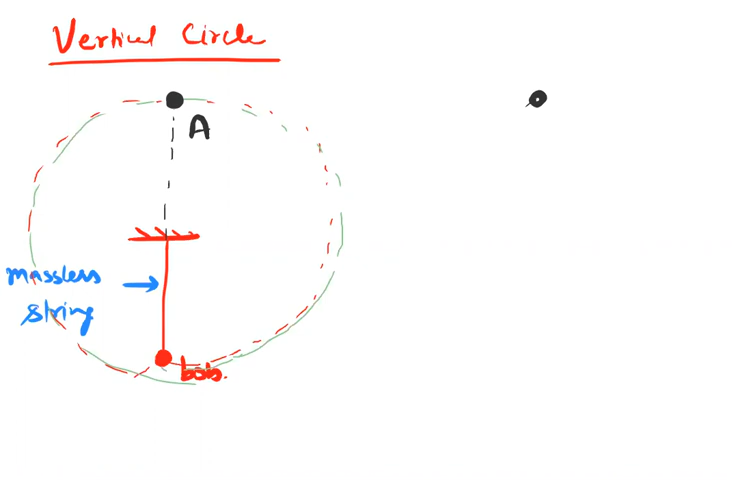 Vertical Circle
A
massless
string
bob.